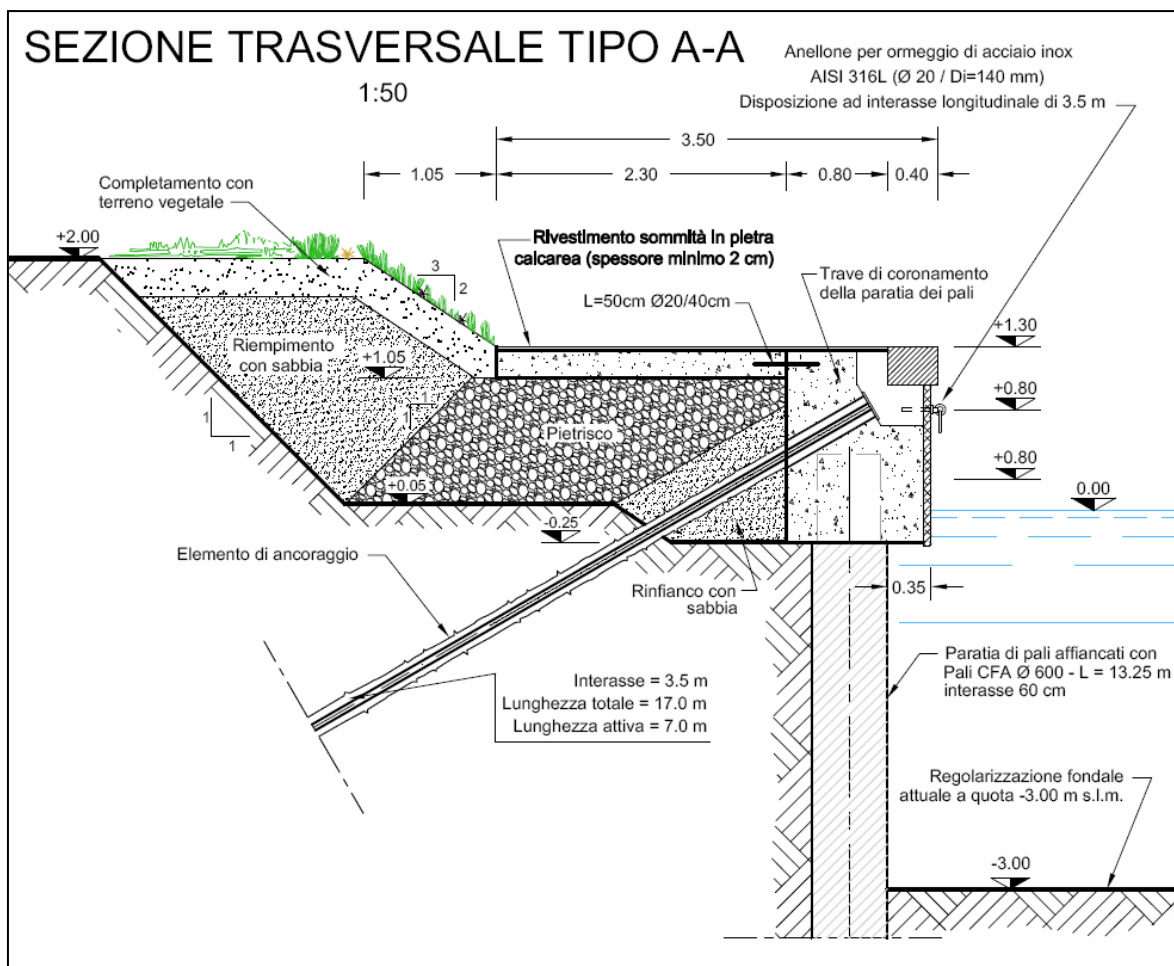 SEZIONE TRASVERSALE TIPO A-A
1:50
Anellone per ormeggio di acciaio inox
AISI 316L (Ø 20 / Di=140 mm)
Disposizione ad interasse longitudinale di 3.5 m
3.50
1.05
2.30
0.80
0.40
Completamento con
terreno vegetale
+2.00
Rivestimento sommità in pietra
calcarea (spessore minimo 2 cm)
3
2
L=50cm Ø20/40cm
Trave di coronamento
della paratia dei pali
+1.30
Riempimento
con sabbia
+1.05
+0.80
1
1
1
1
Pietrisco
+0.05
+0.80
0.00
-0.25
Elemento di ancoraggio
Rinfianco con
sabbia
0.35
Interasse = 3.5 m
Lunghezza totale = 17.0 m
Lunghezza attiva = 7.0 m
Paratia di pali affiancati con
Pali CFA Ø 600 - L = 13.25 m
interasse 60 cm
Regolarizzazione fondale
attuale a quota -3.00 m s.l.m.
-3.00